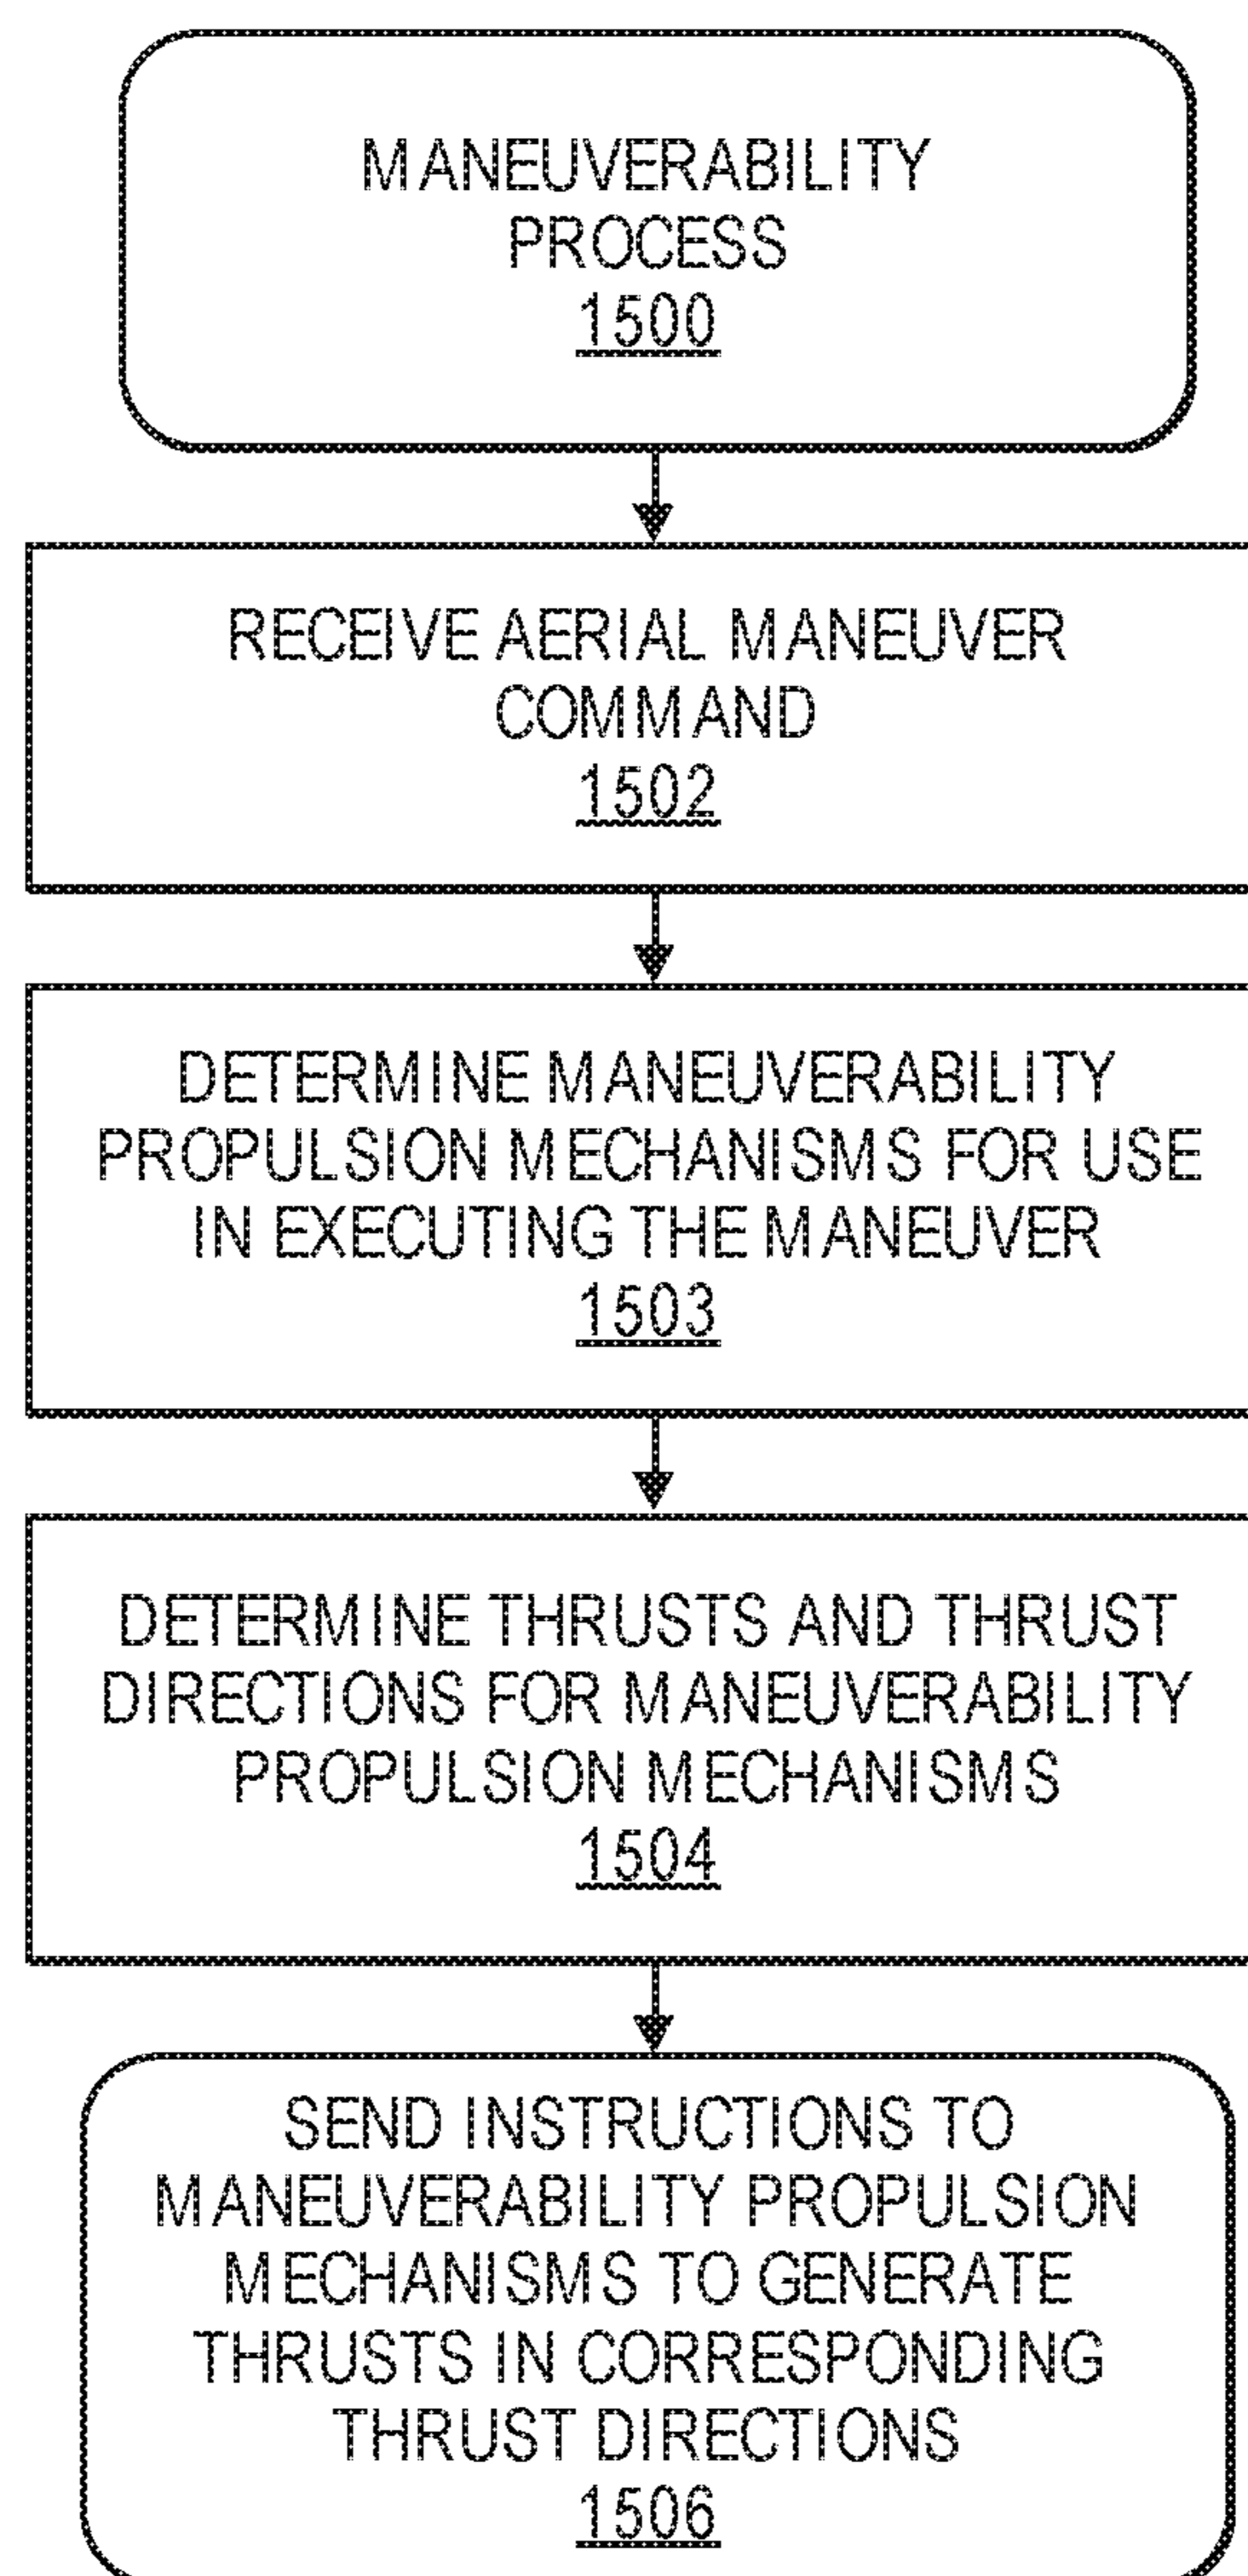 MANEUVERABILITY
PROCESS
1500
RECEIVE AERIAL MANEUVER
COMMAND
1502
DETERMINE MANEUVERABILITY
PROPULSION MECHANISMS FOR USE
IN EXECUTING THE MANEUVER
1503
DETERMINE THRUSTS AND THRUST
DIRECTIONS FOR MANEUVERABILITY
PROPULSION MECHANISMS
1504
SEND INSTRUCTIONS TO
MANEUVERABILITY PROPULSION
MECHANISMS TO GENERATE
THRUSTS IN CORRESPONDING
THRUST DIRECTIONS
1506